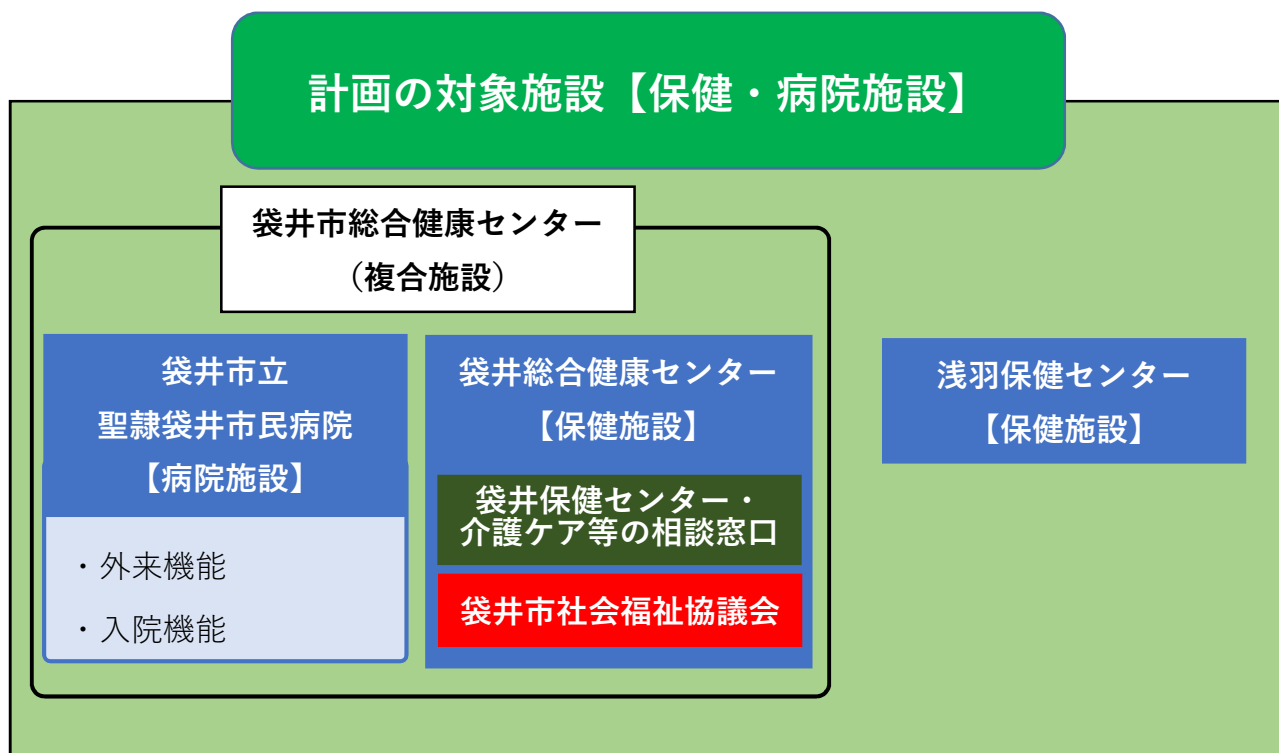 計画の対象施設【保健・病院施設】
袋井市総合健康センター
（複合施設）
袋井市立
聖隷袋井市民病院
【病院施設】
・外来機能
・入院機能
袋井総合健康センター
【保健施設】
袋井保健センター・
介護ケア等の相談窓口
袋井市社会福祉協議会
浅羽保健センター
【保健施設】